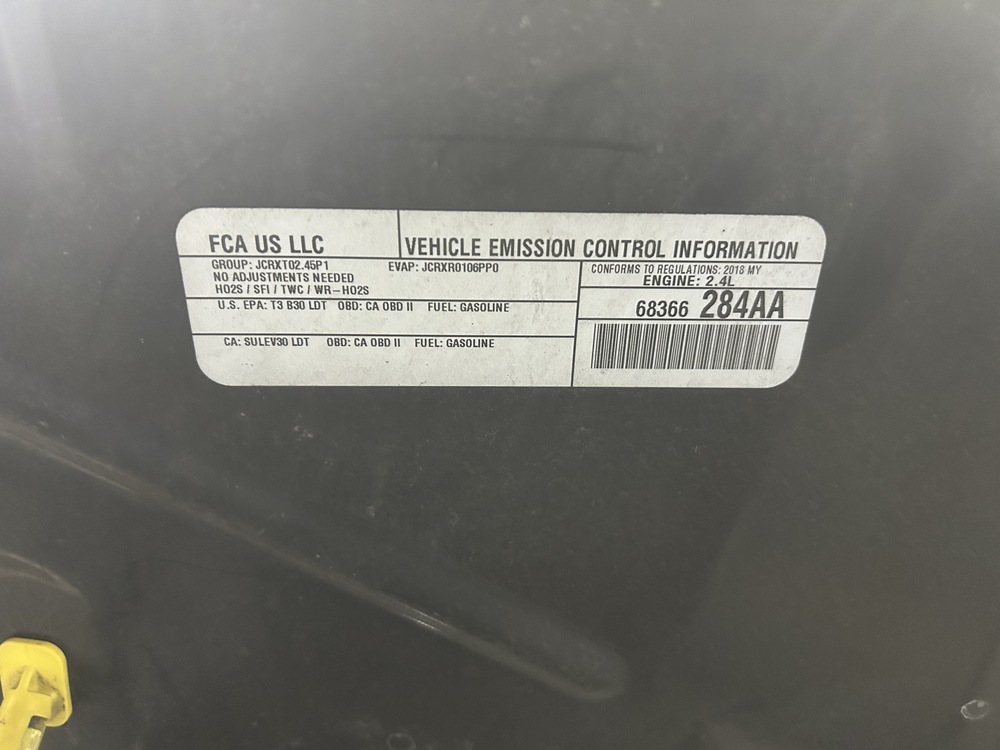 FCA US LLC
VEHICLE EMISSION CONTROL INFORMATION
GROUP: JCRXT02.45P1 EVAP: JCRXR0106PP0
NO ADJUSTMENTS NEEDED
HO2S / SFI / TWC / WR-HO2S
U.S. EPA: T3 B30 LDT OBD: CA OBD II FUEL: GASOLINE
CA: SULEV30 LDT OBD: CA OBD II FUEL: GASOLINE
CONFORMS TO REGULATIONS: 2018 MY
ENGINE: 2.4L
68366 284AA